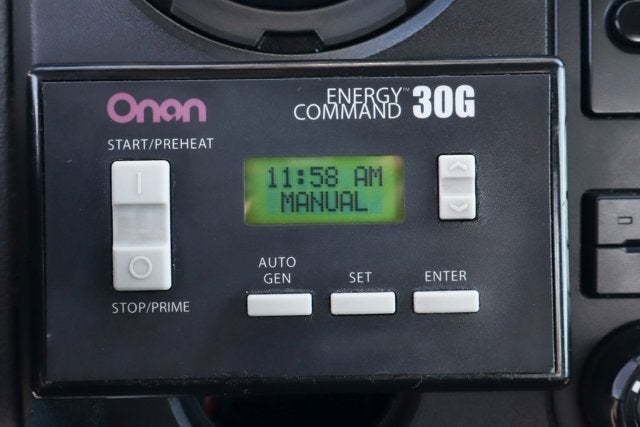 Onan
ENERGY™
COMMAND 30G
START/PREHEAT
I
11:58 AM
MANUAL
O
STOP/PRIME
AUTO
GEN
SET
ENTER